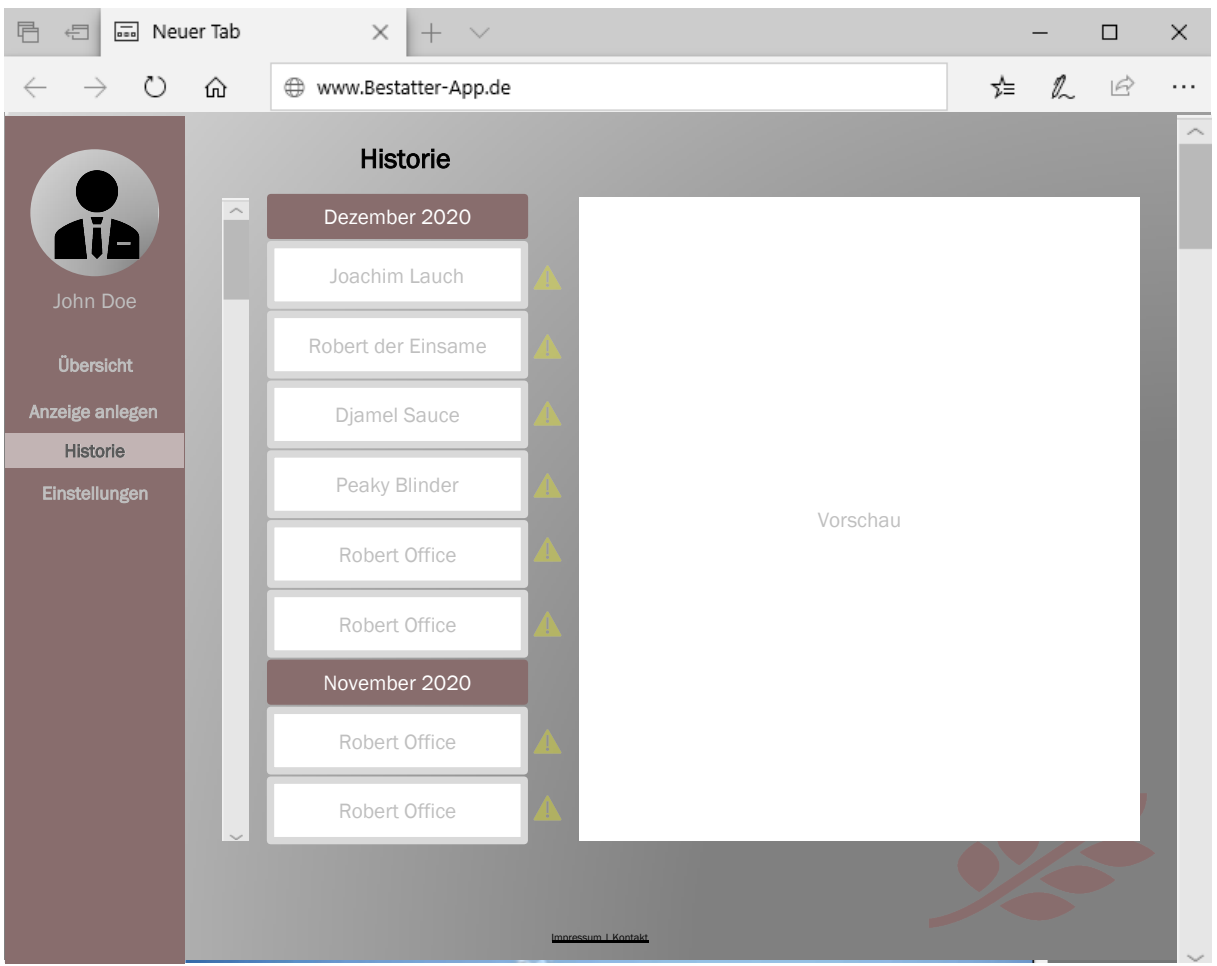 Neuer Tab
www.Bestatter-App.de
John Doe
Übersicht
Anzeige anlegen
Historie
Einstellungen
Historie
Dezember 2020
Joachim Lauch
Robert der Einsame
Djamel Sauce
Peaky Blinder
Robert Office
Robert Office
November 2020
Robert Office
Robert Office
Vorschau
Impressum | Kontakt